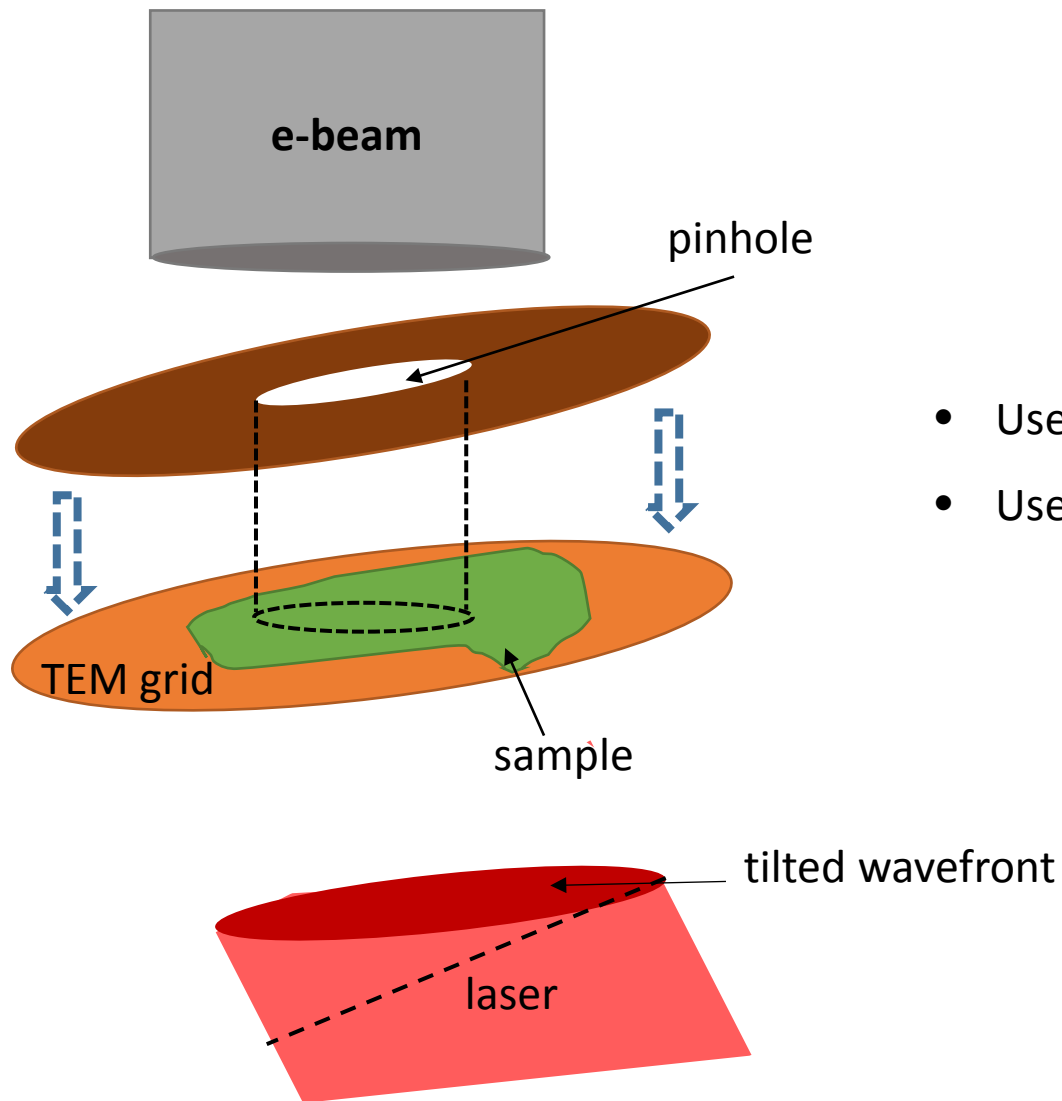 e-beam
pinhole
• Use
• Use
TEM grid
sample
tilted wavefront
laser